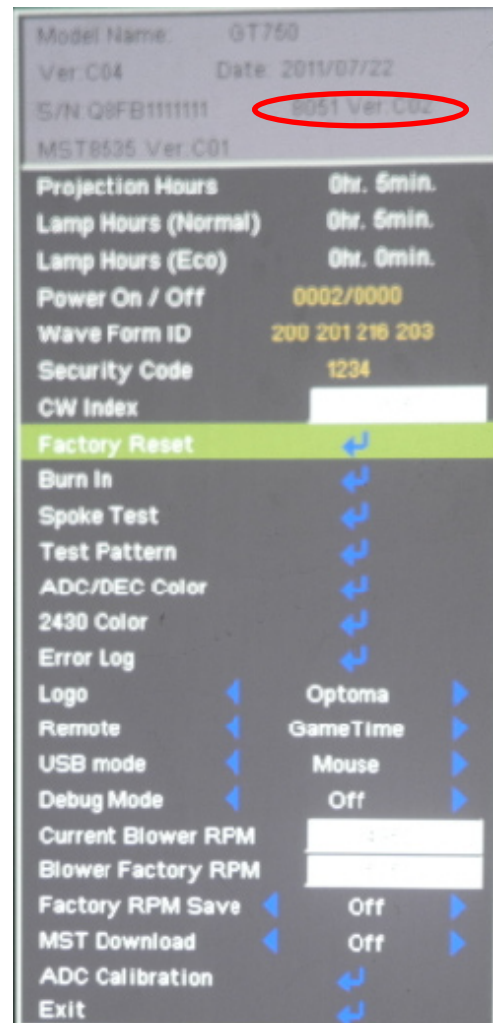 Model Name: GT750
Ver:C04 Date: 2011/07/22
S/N:Q8FB1111111 8051 Ver.C02
MST8535 Ver:C01
Projection Hours 0hr. 5min.
Lamp Hours (Normal) 0hr. 5min.
Lamp Hours (Eco) 0hr. 0min.
Power On / Off 0002/0000
Wave Form ID 200 201 216 203
Security Code 1234
CW Index
Factory Reset
Burn In
Spoke Test
Test Pattern
ADC/DEC Color
2430 Color
Error Log
Logo Optoma
Remote GameTime
USB mode Mouse
Debug Mode Off
Current Blower RPM
Blower Factory RPM
Factory RPM Save Off
MST Download Off
ADC Calibration
Exit